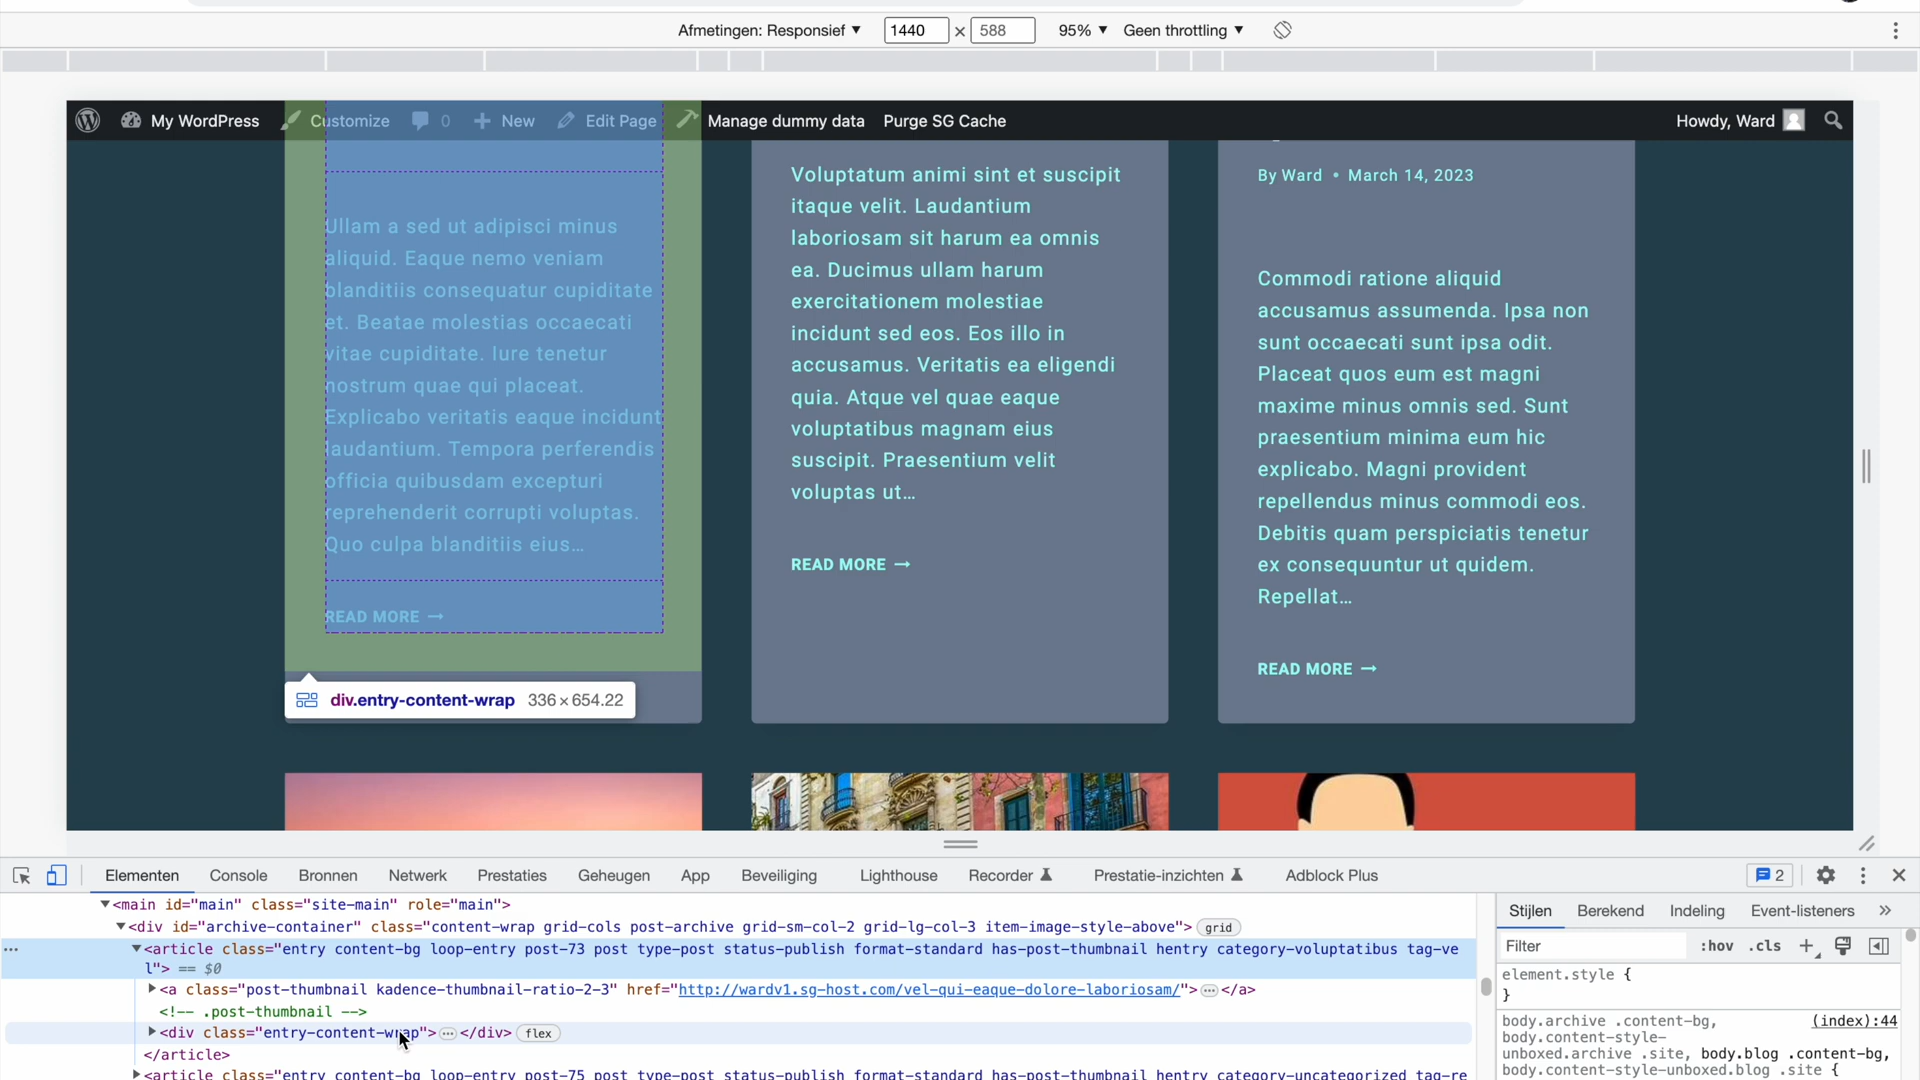 Afmetingen: Responsief ▼ 1440 × 588 95% ▼ Geen throttling ▼
My WordPress Customize 0 New Edit Page Manage dummy data Purge SG Cache Howdy, Ward
Ullam a sed ut adipisci minus
aliquid. Eaque nemo veniam
blanditiis consequatur cupiditate
et. Beatae molestias occaecati
vitae cupiditate. Iure tenetur
nostrum quae qui placeat.
Explicabo veritatis eaque incidunt
laudantium. Tempora perferendis
officia quibusdam excepturi
reprehenderit corrupti voluptas.
Quo culpa blanditiis eius...
READ MORE →
div.entry-content-wrap 336 × 654.22
Voluptatum animi sint et suscipit
itaque velit. Laudantium
laboriosam sit harum ea omnis
ea. Ducimus ullam harum
exercitationem molestiae
incidunt sed eos. Eos illo in
accusamus. Veritatis ea eligendi
quia. Atque vel quae eaque
voluptatibus magnam eius
suscipit. Praesentium velit
voluptas ut...
READ MORE →
By Ward • March 14, 2023
Commodi ratione aliquid
accusamus assumenda. Ipsa non
sunt occaecati sunt ipsa odit.
Placeat quos eum est magni
maxime minus omnis sed. Sunt
praesentium minima eum hic
explicabo. Magni provident
repellendus minus commodi eos.
Debitis quam perspiciatis tenetur
ex consequuntur ut quidem.
Repellat...
READ MORE →
Elementen Console Bronnen Netwerk Prestaties Geheugen App Beveiliging Lighthouse Recorder Prestatie-inzichten Adblock Plus 2
▼<main id="main" class="site-main" role="main">
▼<div id="archive-container" class="content-wrap grid-cols post-archive grid-sm-col-2 grid-lg-col-3 item-image-style-above"> grid
▼<article class="entry content-bg loop-entry post-73 post type-post status-publish format-standard has-post-thumbnail hentry category-voluptatibus tag-ve
l"> == $0
▶<a class="post-thumbnail kadence-thumbnail-ratio-2-3" href="http://wardv1.sg-host.com/vel-qui-eaque-dolore-laboriosam/">…</a>
<!-- .post-thumbnail -->
▶<div class="entry-content-wrap">…</div> flex
</article>
▶<article class="entry content-bg loop-entry post-75 post type-post status-publish format-standard has-post-thumbnail hentry category-uncategorized tag-re
Stijlen Berekend Indeling Event-listeners »
Filter :hov .cls +
element.style {
}
body.archive .content-bg, (index):44
body.content-style-
unboxed.archive .site, body.blog .content-bg,
body.content-style-unboxed.blog .site {